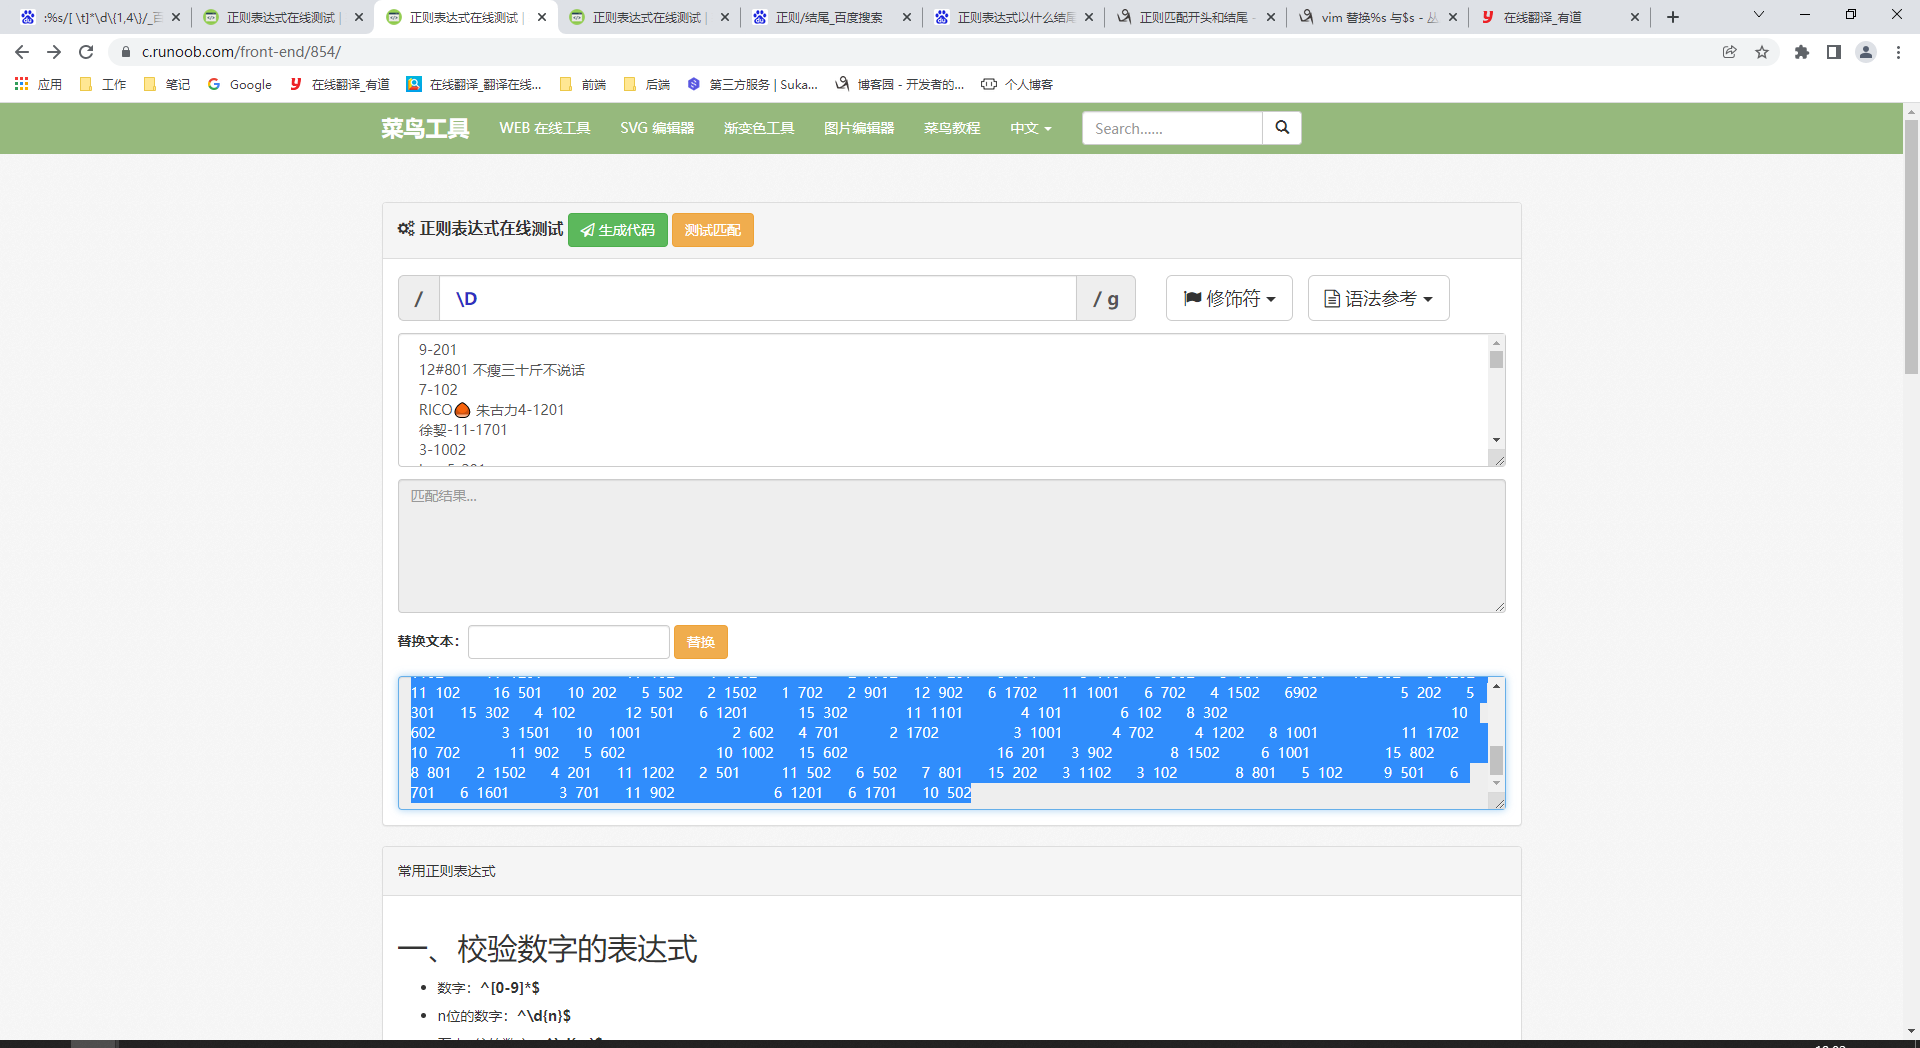 :%s/[ \t]*\d\{1,4\}/_百
正则表达式在线测试 |
正则表达式在线测试 |
正则表达式在线测试 |
正则/结尾_百度搜索
正则表达式以什么结尾
正则匹配开头和结尾 -
vim 替换%s 与$s - 丛
在线翻译_有道
c.runoob.com/front-end/854/
应用
工作
笔记
Google
在线翻译_有道
在线翻译_翻译在线...
前端
后端
第三方服务 | Suka...
博客园 - 开发者的...
个人博客
菜鸟工具
WEB 在线工具
SVG 编辑器
渐变色工具
图片编辑器
菜鸟教程
中文
Search......
正则表达式在线测试
生成代码
测试匹配
/
\D
/ g
修饰符
语法参考
9-201
12#801 不瘦三十斤不说话
7-102
RICO🌰 朱古力4-1201
徐挈-11-1701
3-1002
匹配结果...
替换文本：
替换
11 102 16 501 10 202 5 502 2 1502 1 702 2 901 12 902 6 1702 11 1001 6 702 4 1502 6902 5 202 5
301 15 302 4 102 12 501 6 1201 15 302 11 1101 4 101 6 102 8 302 10
602 3 1501 10 1001 2 602 4 701 2 1702 3 1001 4 702 4 1202 8 1001 11 1702
10 702 11 902 5 602 10 1002 15 602 16 201 3 902 8 1502 6 1001 15 802
8 801 2 1502 4 201 11 1202 2 501 11 502 6 502 7 801 15 202 3 1102 3 102 8 801 5 102 9 501 6
701 6 1601 3 701 11 902 6 1201 6 1701 10 502
常用正则表达式
一、校验数字的表达式
数字：^[0-9]*$
n位的数字：^\d{n}$